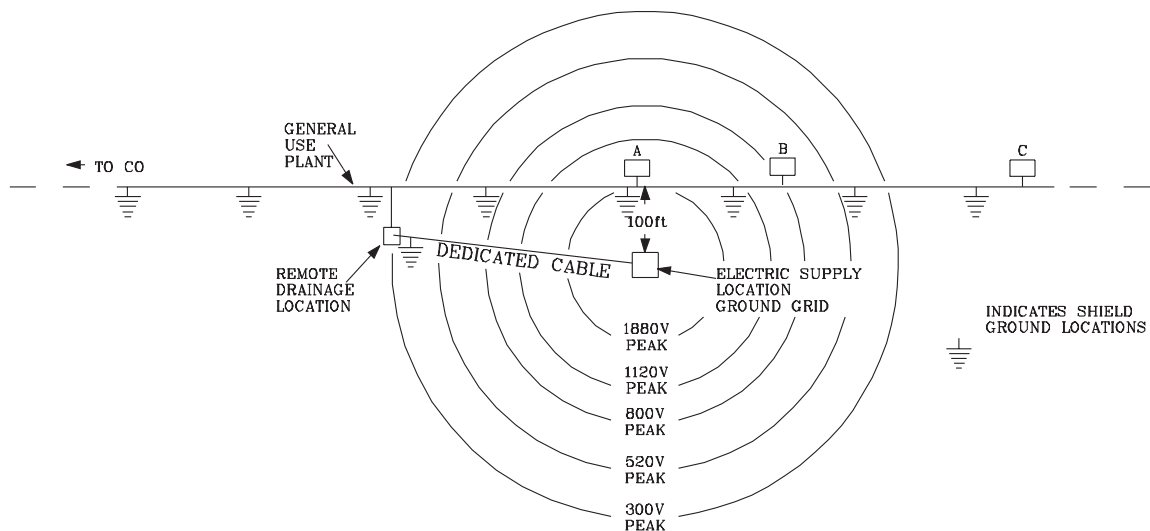 GENERAL
USE
PLANT
TO CO
A
B
C
100ft
DEDICATED CABLE
REMOTE
DRAINAGE
LOCATION
ELECTRIC SUPPLY
LOCATION
GROUND GRID
INDICATES SHIELD
GROUND LOCATIONS
1880V
PEAK
1120V
PEAK
800V
PEAK
520V
PEAK
300V
PEAK